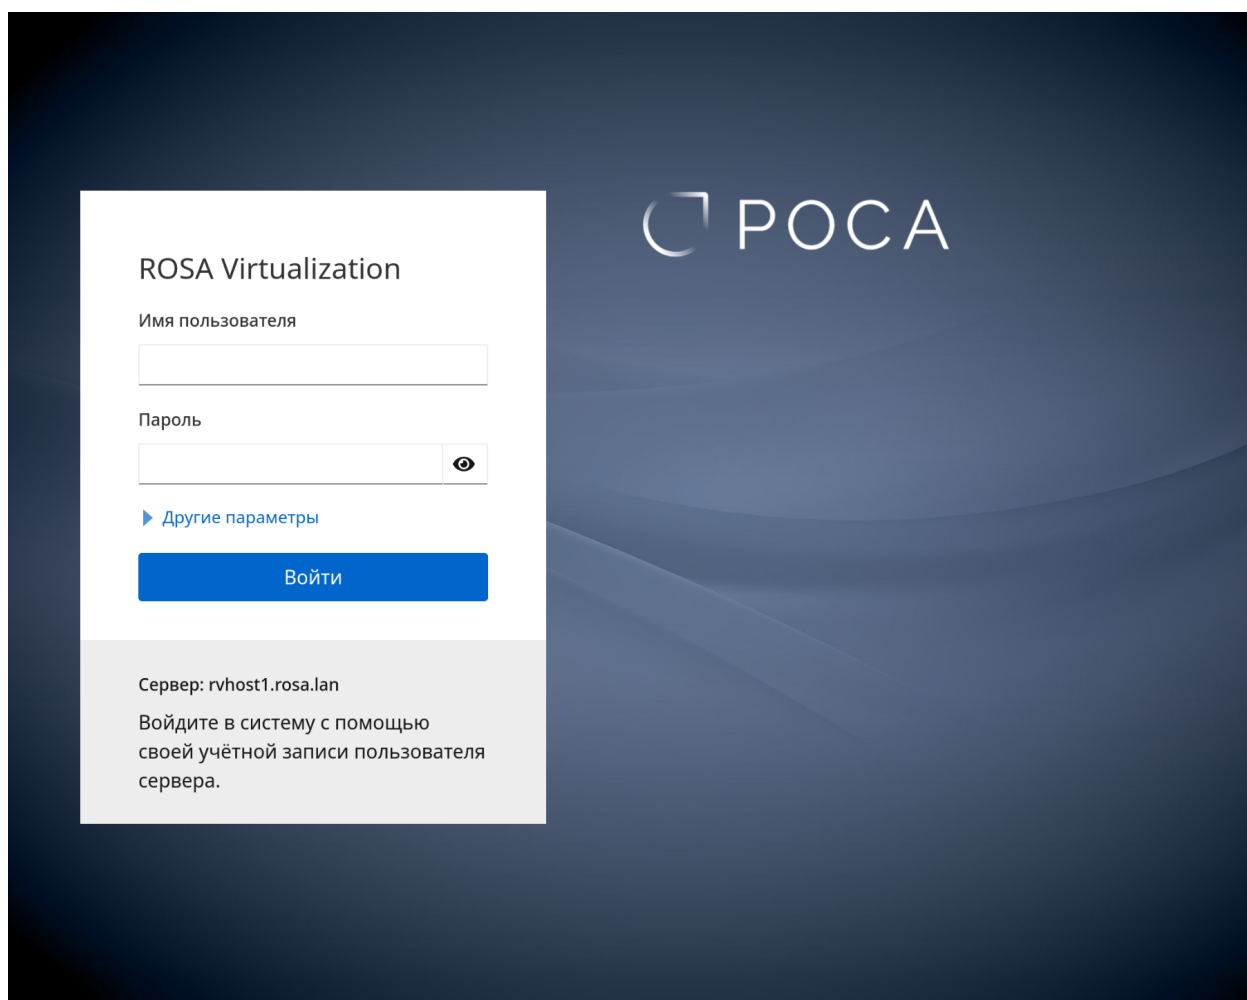 РОСА
ROSA Virtualization
Имя пользователя
Пароль
Другие параметры
Войти
Сервер: rvhost1.rosa.lan
Войдите в систему с помощью
своей учётной записи пользователя
сервера.